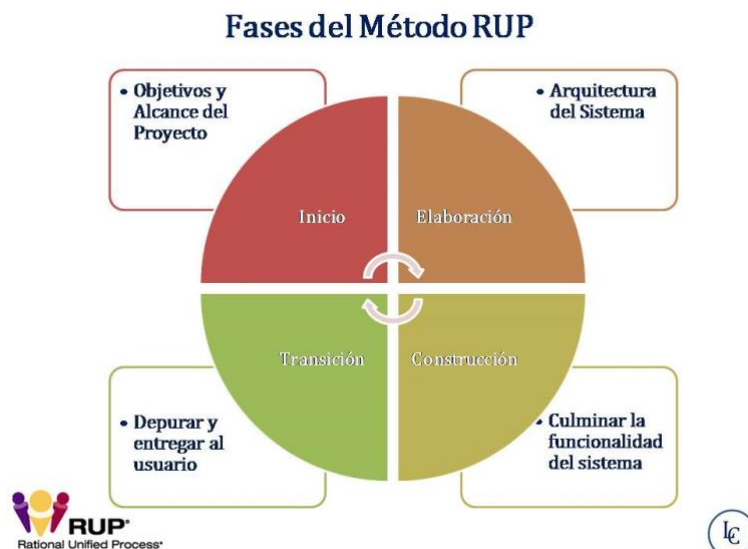 Fases del Método RUP
• Objetivos y
Alcance del
Proyecto
• Arquitectura
del Sistema
Inicio
Elaboración
Transición
Construcción
• Depurar y
entregar al
usuario
• Culminar la
funcionalidad
del sistema
RUP®
Rational Unified Process®
LC